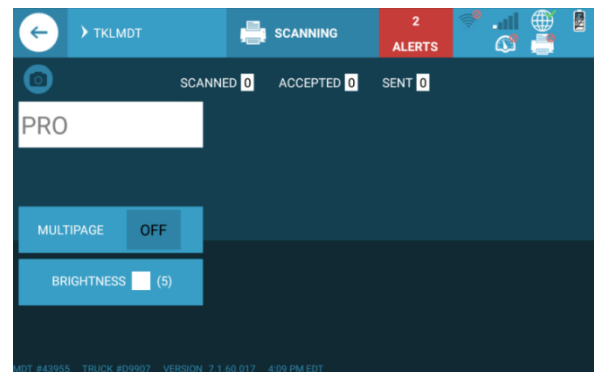 TKLMDT
SCANNING
2
ALERTS
SCANNED 0 ACCEPTED 0 SENT 0
PRO
MULTIPAGE OFF
BRIGHTNESS (5)
MDT #43955 TRUCK #D9907 VERSION 7.1.60.017 4:09 PM EDT